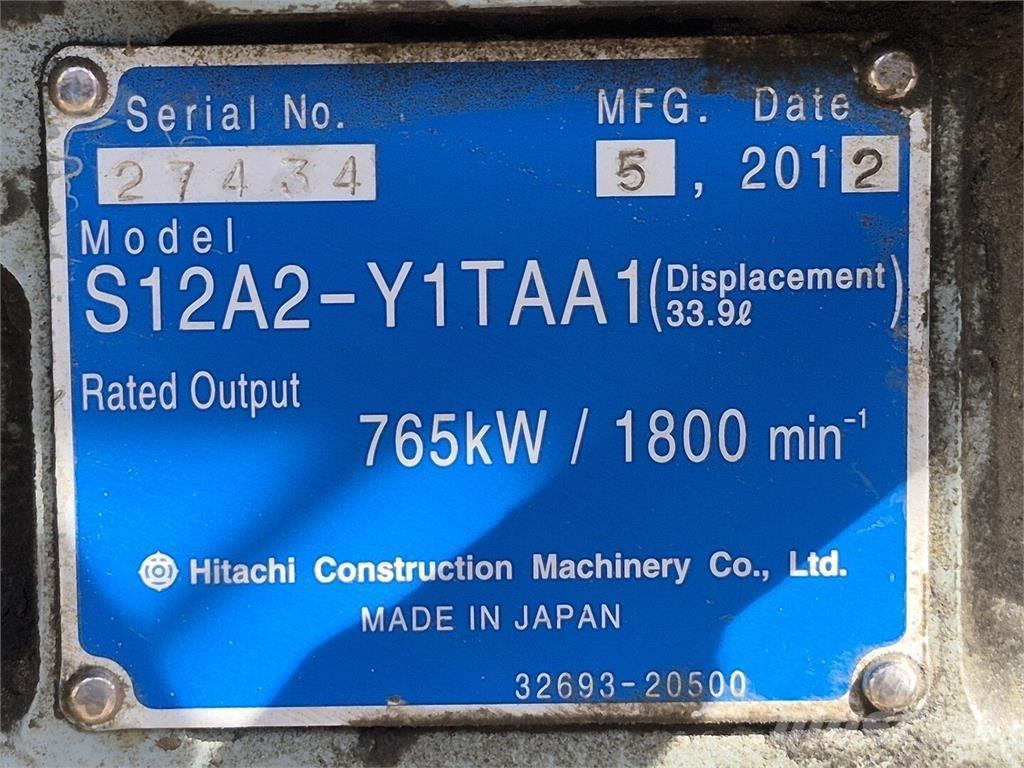 Serial No. MFG. Date
27434 5, 2012
Model
S12A2-Y1TAA1 (Displacement
33.9ℓ)
Rated Output
765kW / 1800 min⁻¹
Hitachi Construction Machinery Co., Ltd.
MADE IN JAPAN
32693-20500